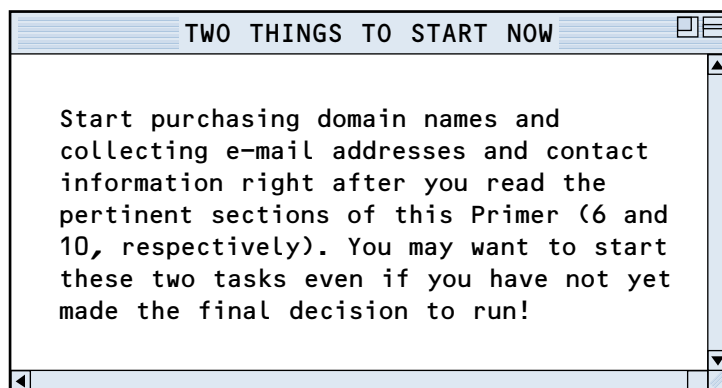 TWO THINGS TO START NOW
Start purchasing domain names and
collecting e-mail addresses and contact
information right after you read the
pertinent sections of this Primer (6 and
10, respectively). You may want to start
these two tasks even if you have not yet
made the final decision to run!